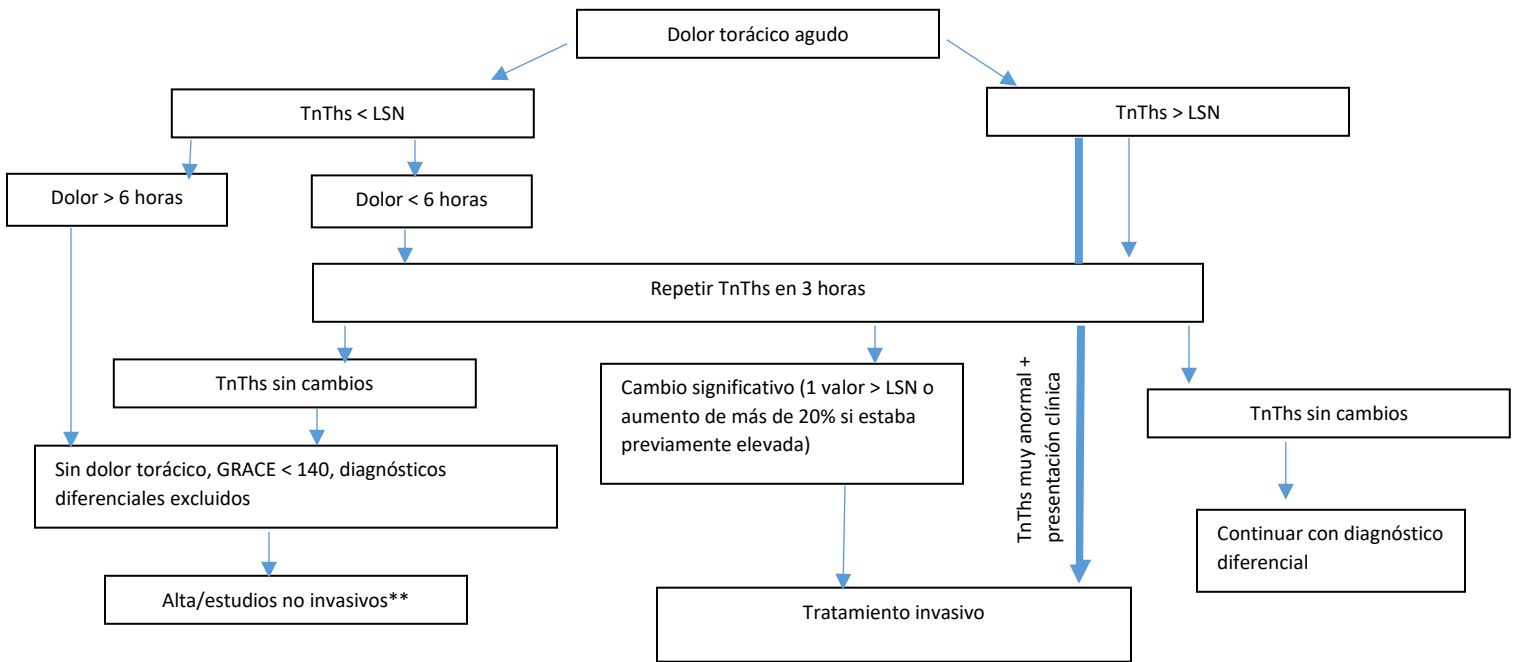 Dolor torácico agudo
TnThs < LSN
TnThs > LSN
Dolor > 6 horas
Dolor < 6 horas
Repetir TnThs en 3 horas
TnThs sin cambios
Cambio significativo (1 valor > LSN o
aumento de más de 20% si estaba
previamente elevada)
TnThs muy anormal +
presentación clínica
TnThs sin cambios
Sin dolor torácico, GRACE < 140, diagnósticos
diferenciales excluidos
Continuar con diagnóstico
diferencial
Alta/estudios no invasivos**
Tratamiento invasivo